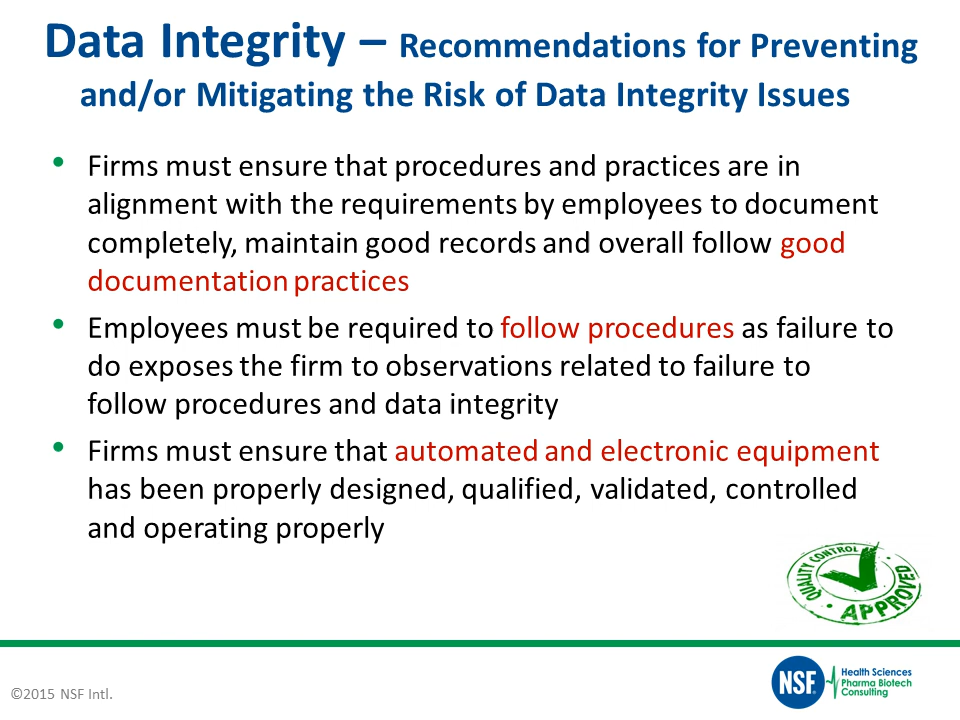 Data Integrity – Recommendations for Preventing
and/or Mitigating the Risk of Data Integrity Issues
• Firms must ensure that procedures and practices are in
alignment with the requirements by employees to document
completely, maintain good records and overall follow good
documentation practices
• Employees must be required to follow procedures as failure to
do exposes the firm to observations related to failure to
follow procedures and data integrity
• Firms must ensure that automated and electronic equipment
has been properly designed, qualified, validated, controlled
and operating properly
QUALITY CONTROL
APPROVED
©2015 NSF Intl.
NSF
Health Sciences
Pharma Biotech
Consulting